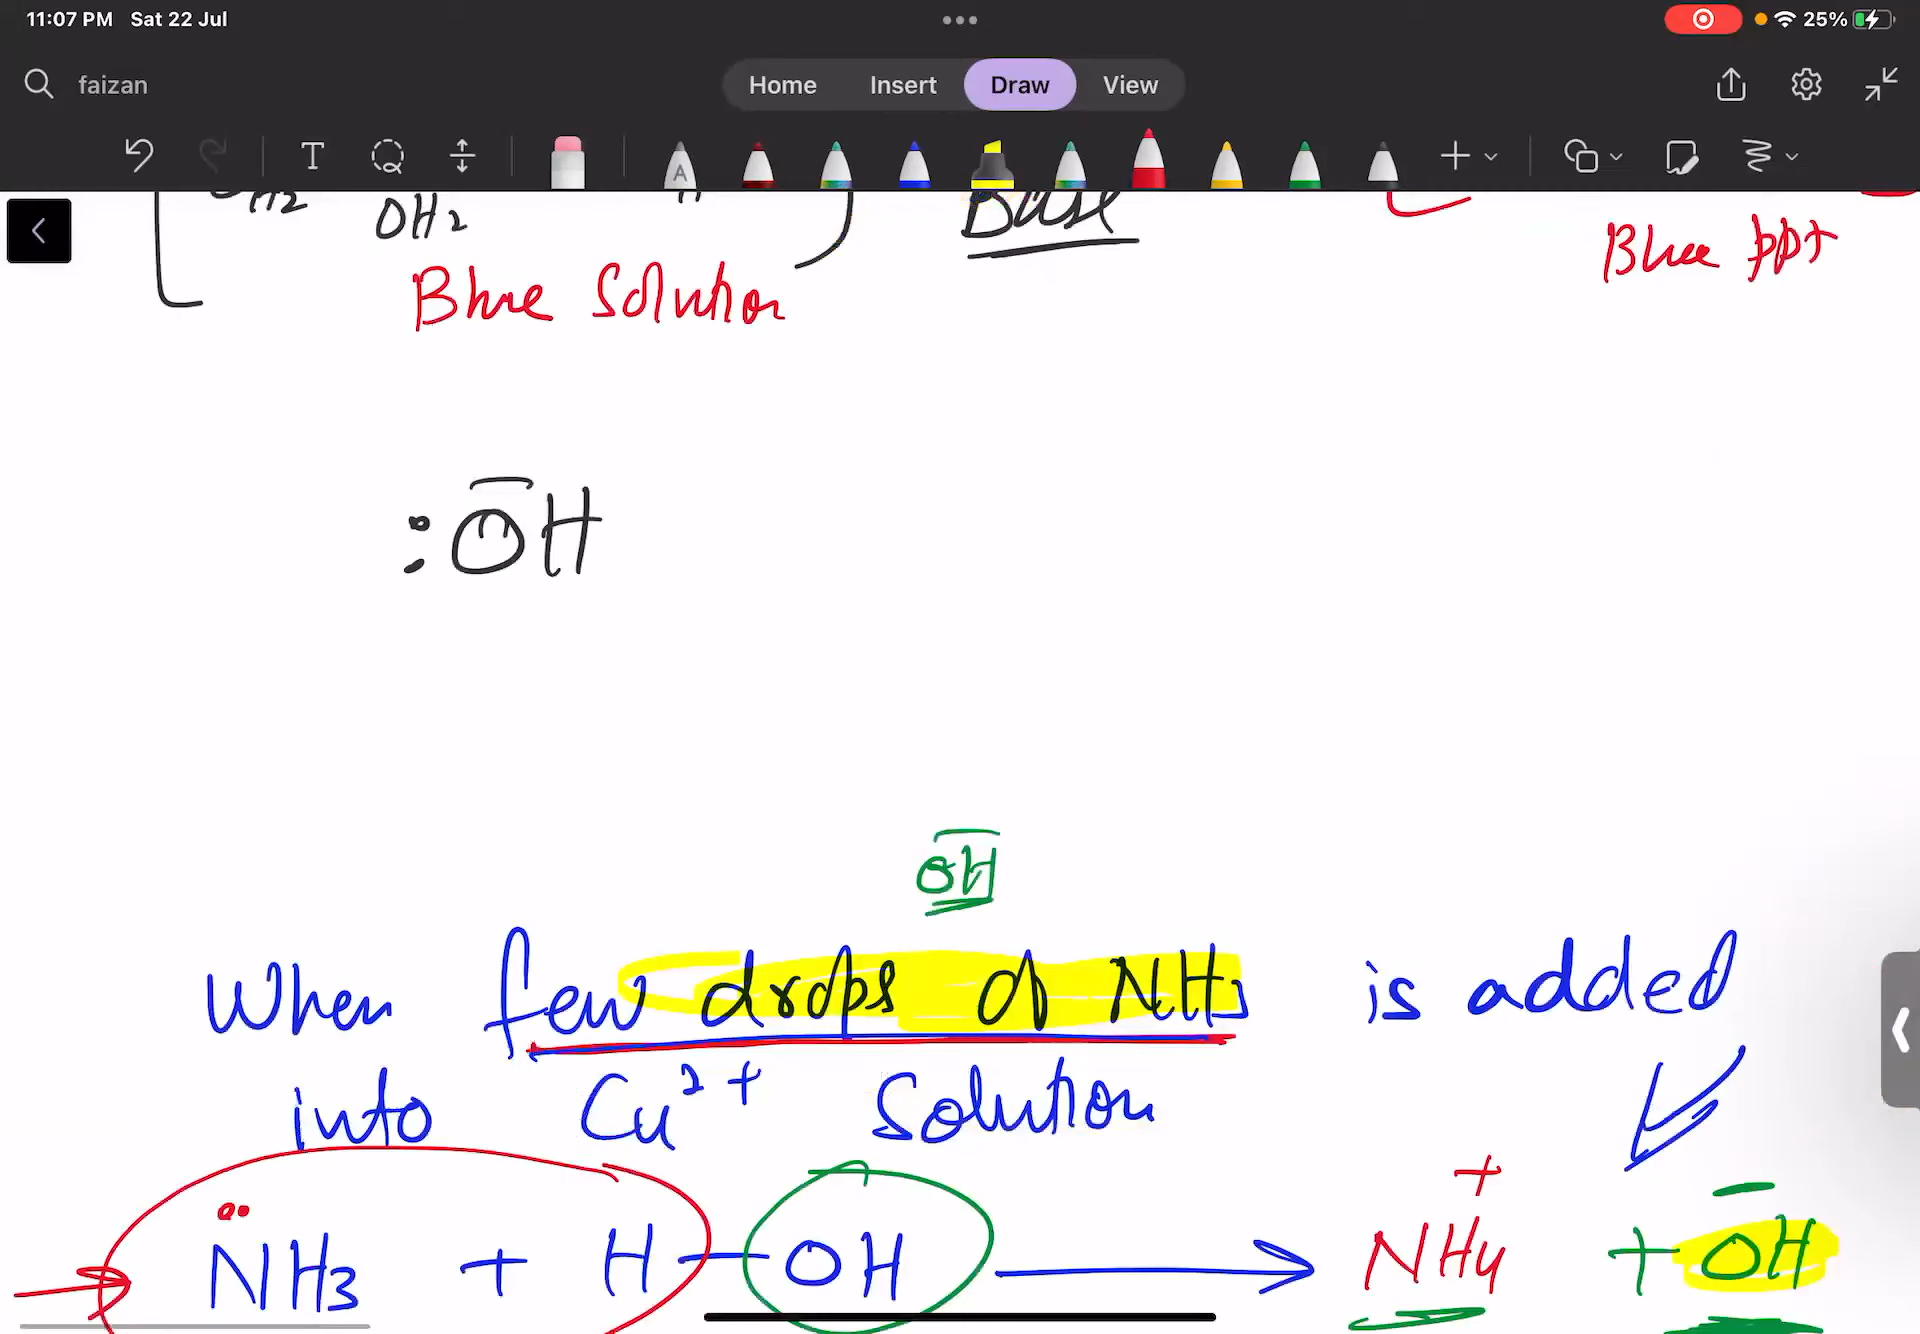 11:07 PM Sat 22 Jul
25%
faizan
Home Insert Draw View
T
A
OH2
Base
Blue ppt
Blue Solution
:OH
OH
When few drops of NH3 is added
into Cu2+ Solution
NH3 + H - OH → NH4+ + OH-